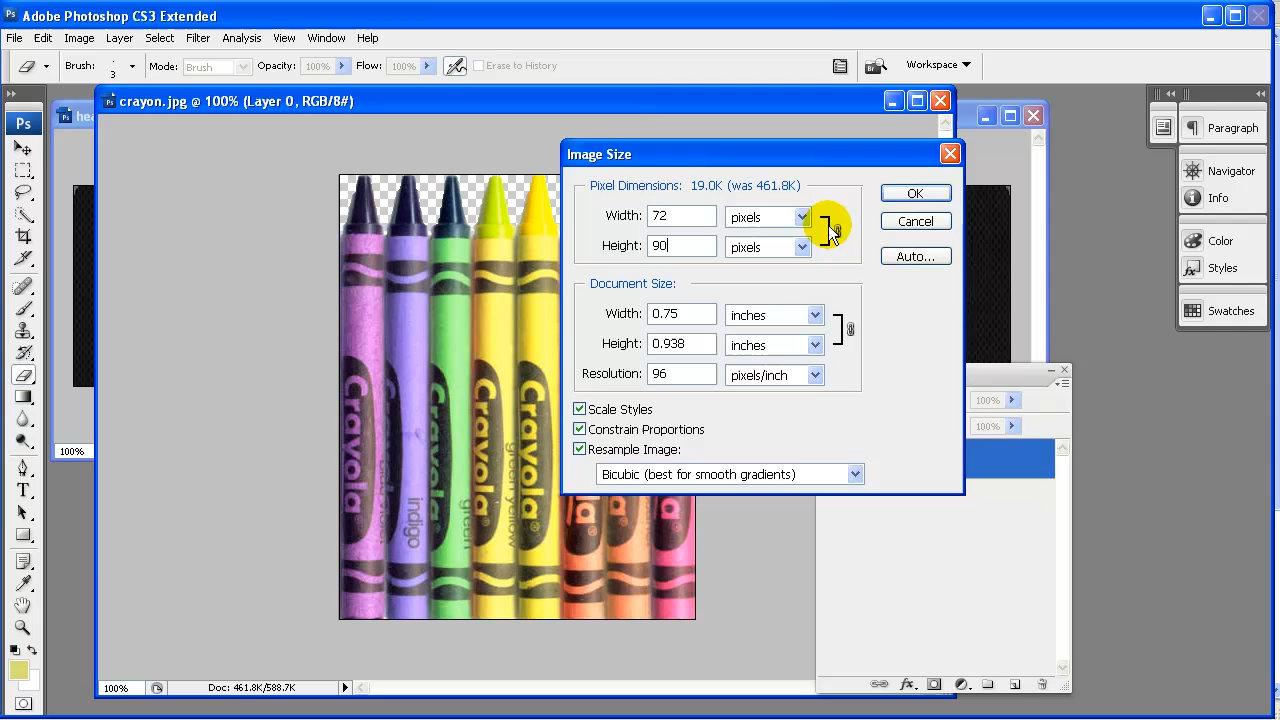 Ps Adobe Photoshop CS3 Extended
File Edit Image Layer Select Filter Analysis View Window Help
Brush: 3 Mode: Brush Opacity: 100% Flow: 100% Erase to History Workspace
Ps
crayon.jpg @ 100% (Layer 0, RGB/8#)
Image Size
Pixel Dimensions: 19.0K (was 461.8K)
Width: 72 pixels
Height: 90 pixels
OK
Cancel
Auto...
Document Size:
Width: 0.75 inches
Height: 0.938 inches
Resolution: 96 pixels/inch
Scale Styles
Constrain Proportions
Resample Image:
Bicubic (best for smooth gradients)
Paragraph
Navigator
Info
Color
Styles
Swatches
100%
100%
100%
Crayola
Crayola
Crayola
Crayola
Crayola
indigo
green
green yellow
100% Doc: 461.8K/588.7K